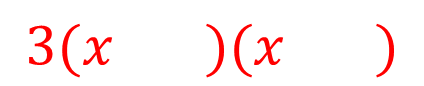 3(x      )(x      )